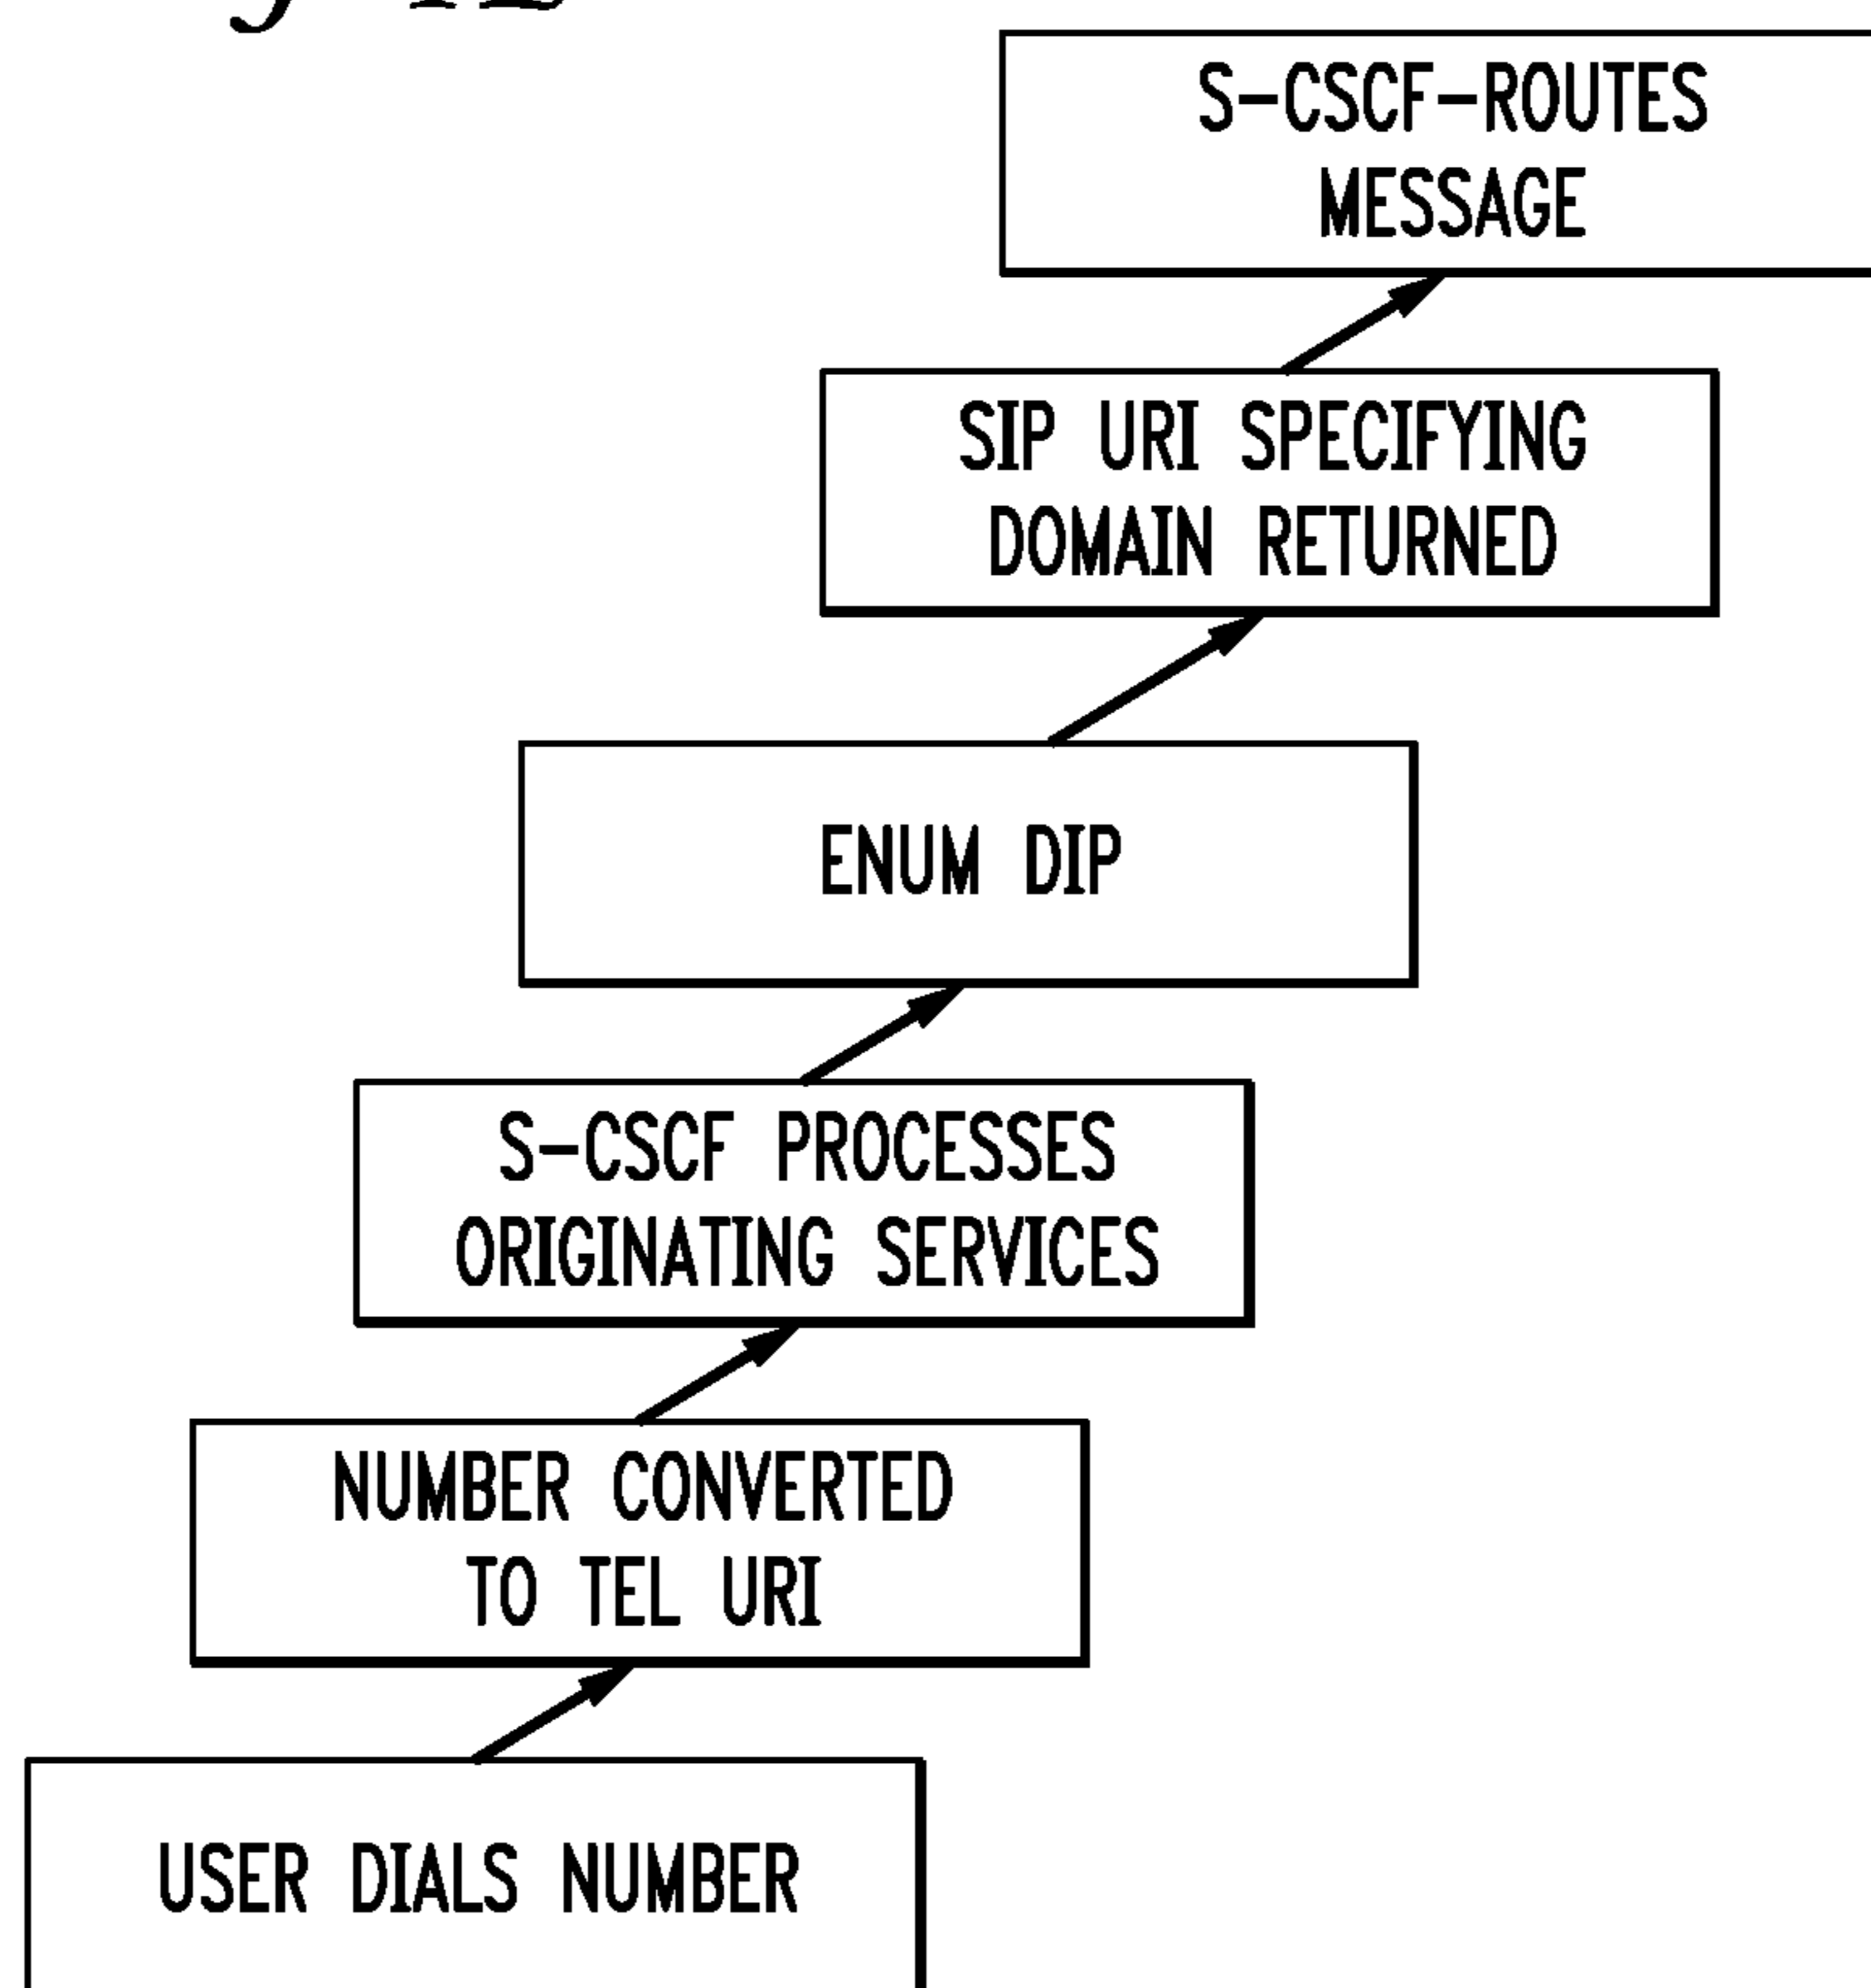 S-CSCF-ROUTES
MESSAGE
SIP URI SPECIFYING
DOMAIN RETURNED
ENUM DIP
S-CSCF PROCESSES
ORIGINATING SERVICES
NUMBER CONVERTED
TO TEL URI
USER DIALS NUMBER